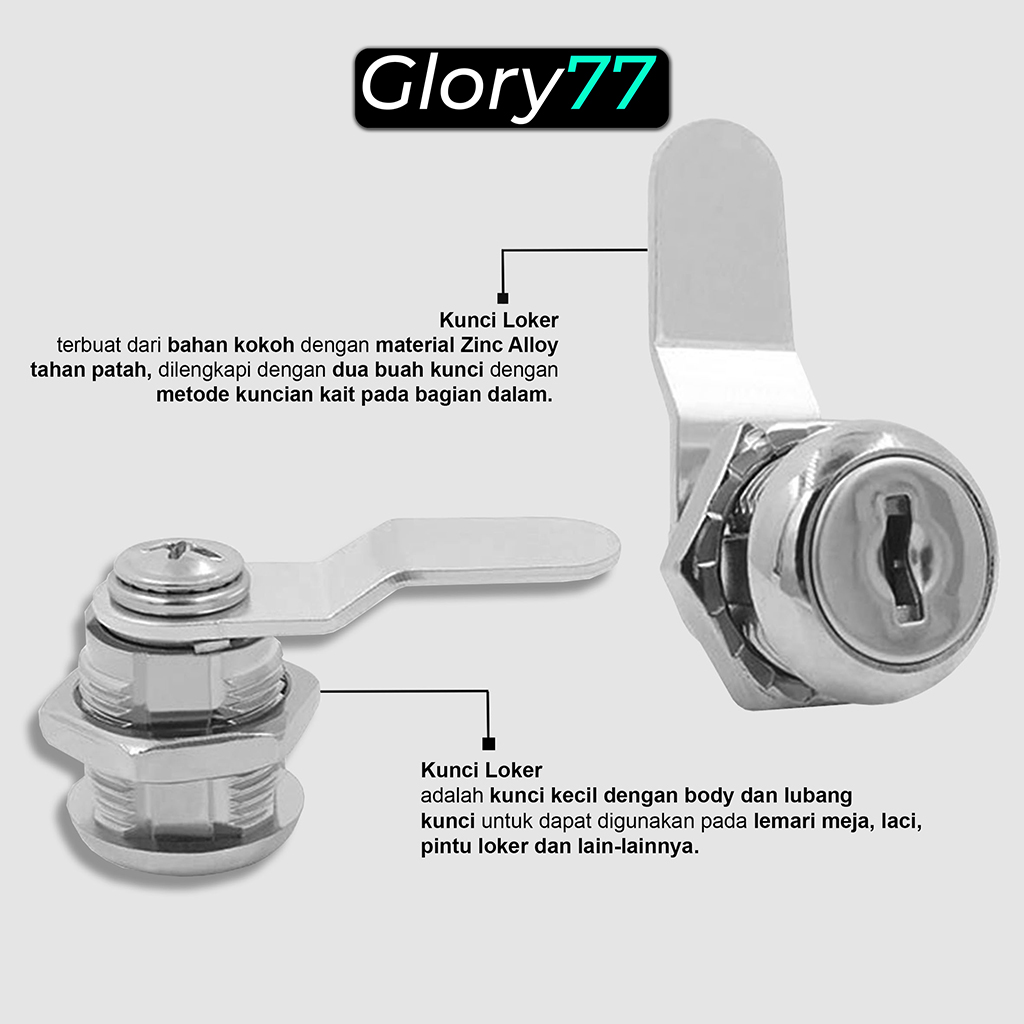 Glory77
Kunci Loker
terbuat dari bahan kokoh dengan material Zinc Alloy
tahan patah, dilengkapi dengan dua buah kunci dengan
metode kuncian kait pada bagian dalam.
Kunci Loker
adalah kunci kecil dengan body dan lubang
kunci untuk dapat digunakan pada lemari meja, laci,
pintu loker dan lain-lainnya.